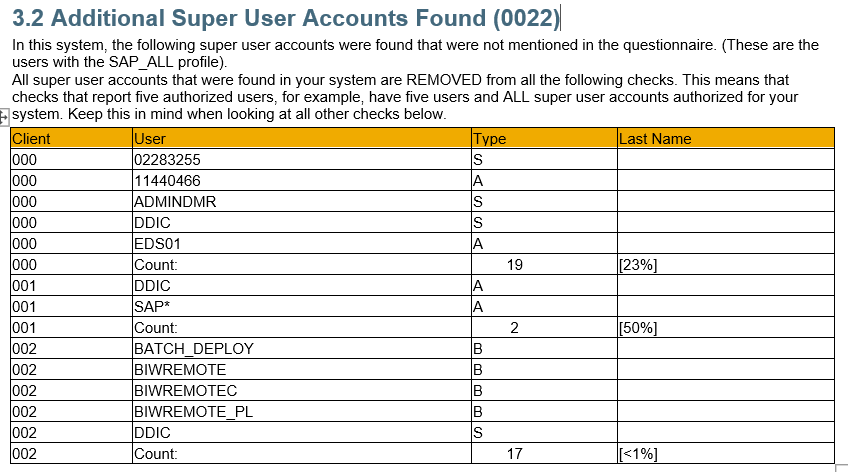 3.2 Additional Super User Accounts Found (0022)
In this system, the following super user accounts were found that were not mentioned in the questionnaire. (These are the
users with the SAP_ALL profile).
All super user accounts that were found in your system are REMOVED from all the following checks. This means that
checks that report five authorized users, for example, have five users and ALL super user accounts authorized for your
system. Keep this in mind when looking at all other checks below.
Client User Type Last Name
000 02283255 S
000 11440466 A
000 ADMINDMR S
000 DDIC S
000 EDS01 A
000 Count: 19 [23%]
001 DDIC A
001 SAP* A
001 Count: 2 [50%]
002 BATCH_DEPLOY B
002 BIWREMOTE B
002 BIWREMOTEC B
002 BIWREMOTE_PL B
002 DDIC S
002 Count: 17 [<1%]